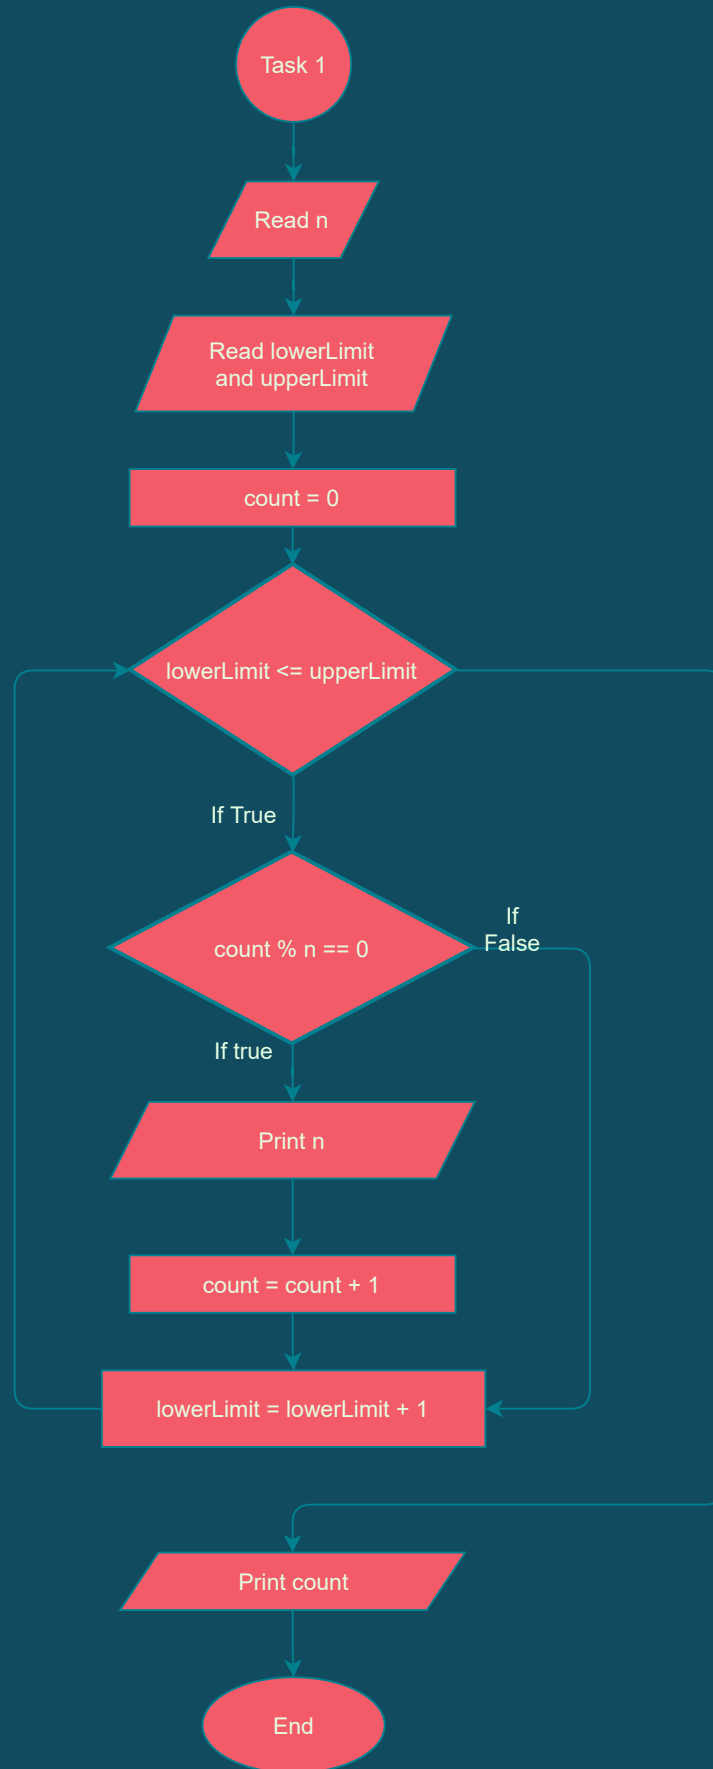 Task 1
Read n
Read lowerLimit
and upperLimit
count = 0
lowerLimit <= upperLimit
If True
count % n == 0
If
False
If true
Print n
count = count + 1
lowerLimit = lowerLimit + 1
Print count
End